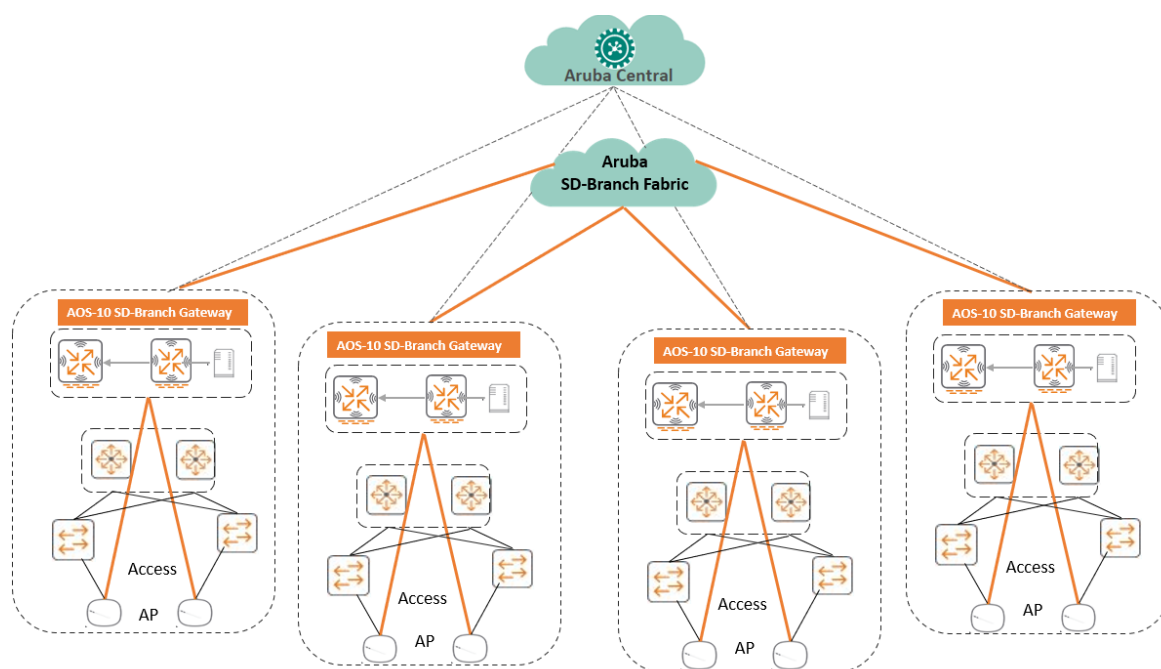 Aruba Central
Aruba
SD-Branch Fabric
AOS-10 SD-Branch Gateway
Access
AP
AOS-10 SD-Branch Gateway
Access
AP
AOS-10 SD-Branch Gateway
Access
AP
AOS-10 SD-Branch Gateway
Access
AP